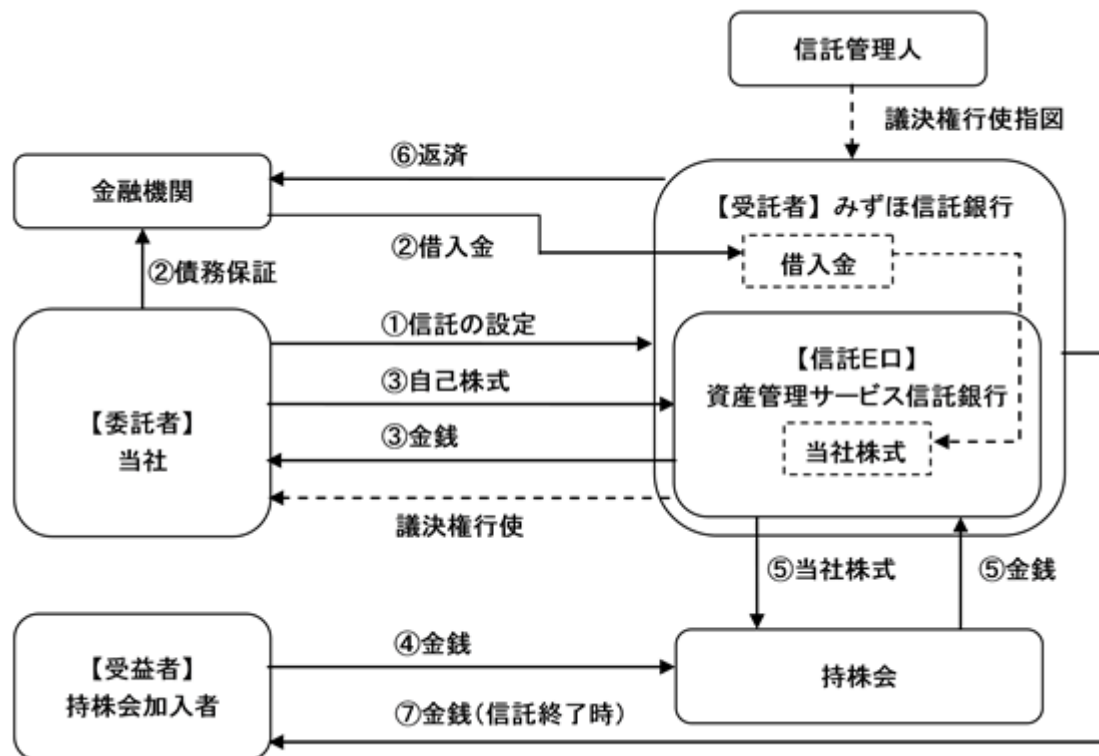 信託管理人
議決権行使指図
⑥返済
金融機関
【受託者】みずほ信託銀行
②借入金
借入金
②債務保証
①信託の設定
【信託E口】
資産管理サービス信託銀行
③自己株式
【委託者】
当社
③金銭
当社株式
議決権行使
⑤当社株式
⑤金銭
【受益者】
持株会加入者
④金銭
持株会
⑦金銭(信託終了時)